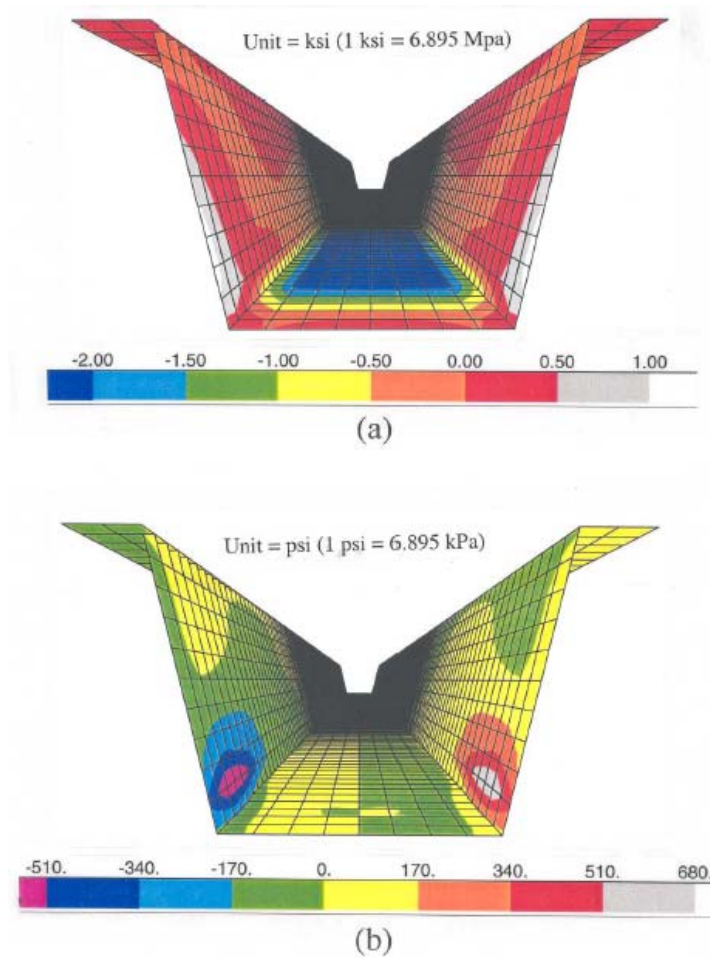 Unit = ksi (1 ksi = 6.895 Mpa)
-2.00 -1.50 -1.00 -0.50 0.00 0.50 1.00
(a)
Unit = psi (1 psi = 6.895 kPa)
-510. -340. -170. 0. 170. 340. 510. 680.
(b)